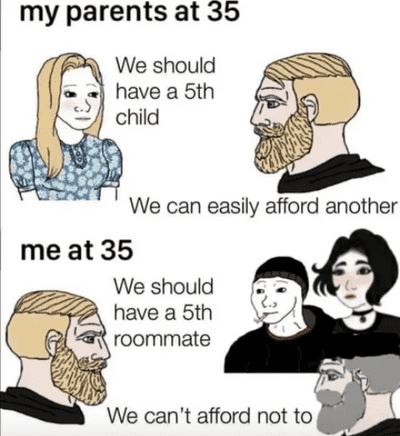 my parents at 35
We should
have a 5th
child
We can easily afford another
me at 35
We should
have a 5th
roommate
We can’t afford not to